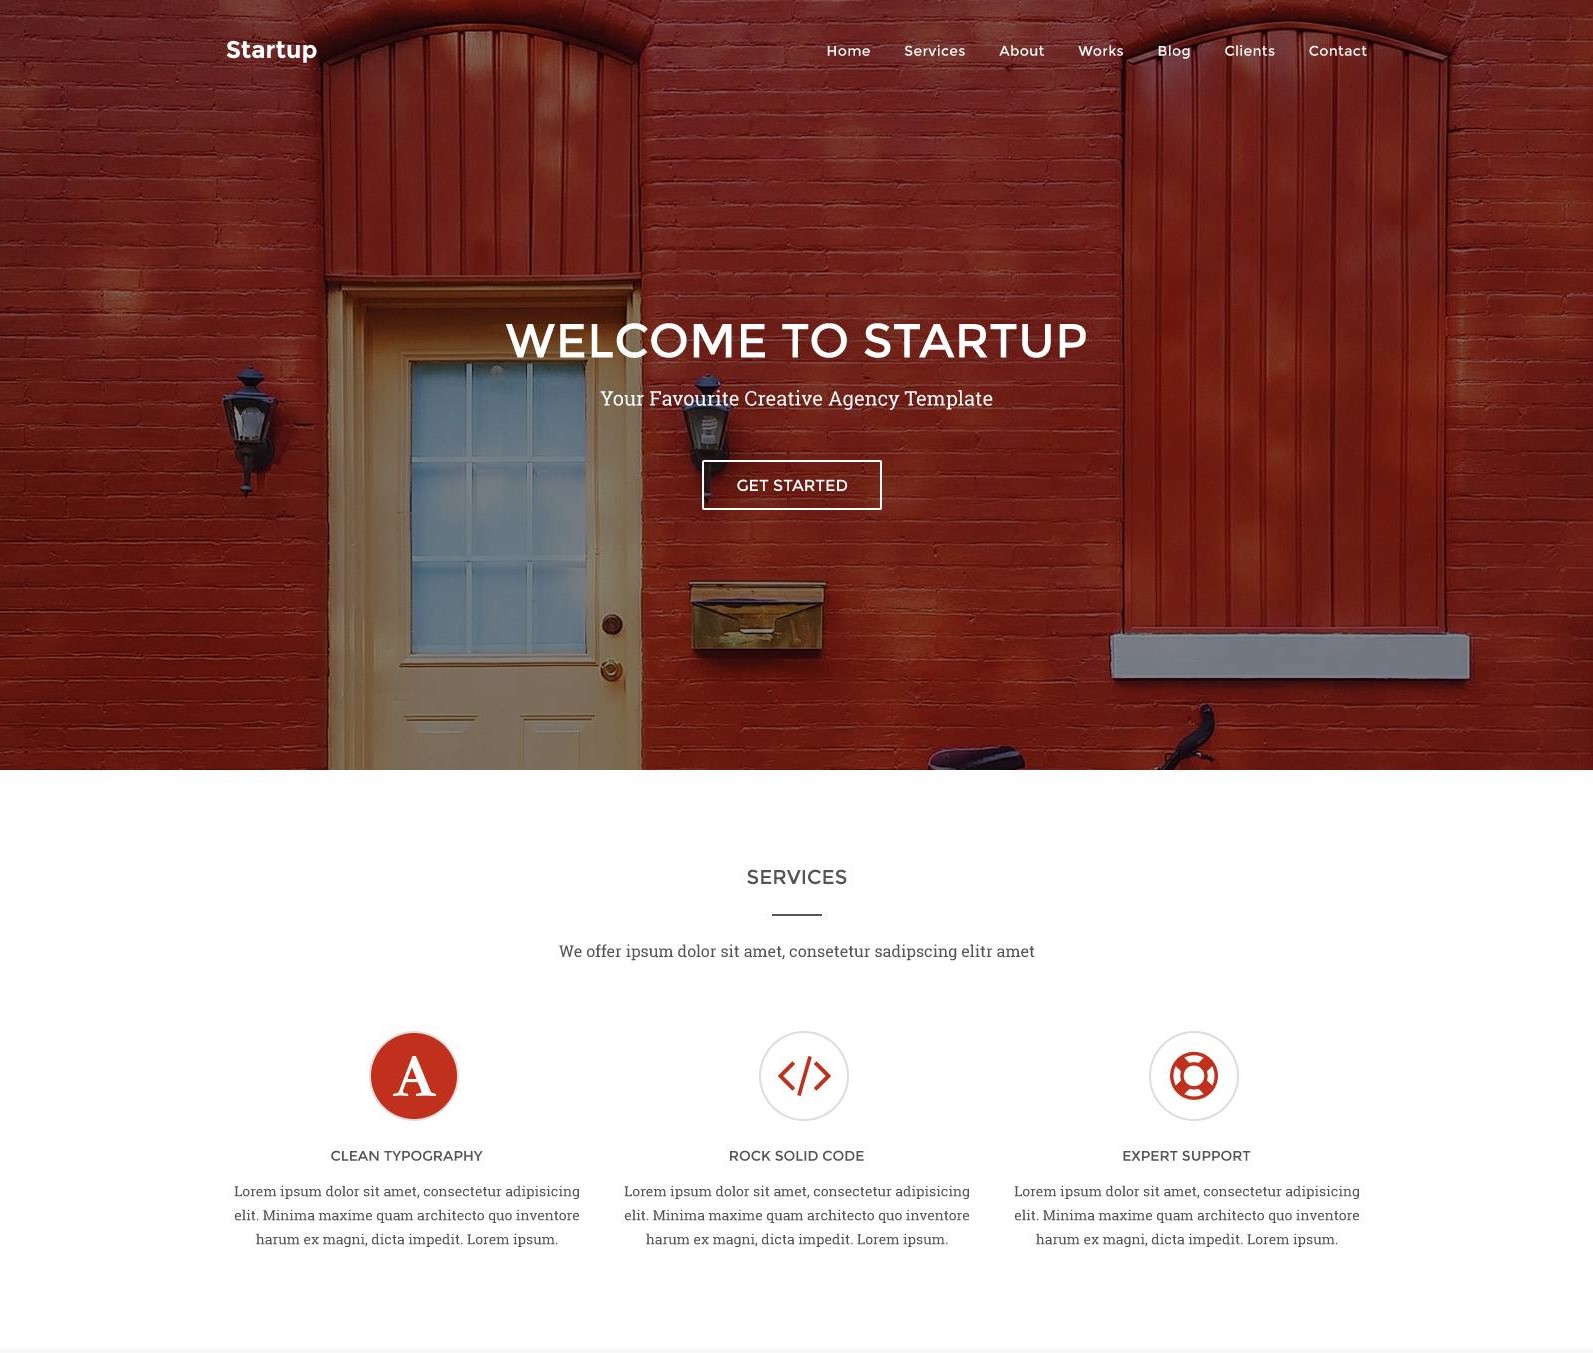 Startup
Home Services About Works Blog Clients Contact
WELCOME TO STARTUP
Your Favourite Creative Agency Template
GET STARTED
SERVICES
We offer ipsum dolor sit amet, consetetur sadipscing elitr amet
A
CLEAN TYPOGRAPHY
Lorem ipsum dolor sit amet, consectetur adipisicing
elit. Minima maxime quam architecto quo inventore
harum ex magni, dicta impedit. Lorem ipsum.
</>
ROCK SOLID CODE
Lorem ipsum dolor sit amet, consectetur adipisicing
elit. Minima maxime quam architecto quo inventore
harum ex magni, dicta impedit. Lorem ipsum.
EXPERT SUPPORT
Lorem ipsum dolor sit amet, consectetur adipisicing
elit. Minima maxime quam architecto quo inventore
harum ex magni, dicta impedit. Lorem ipsum.